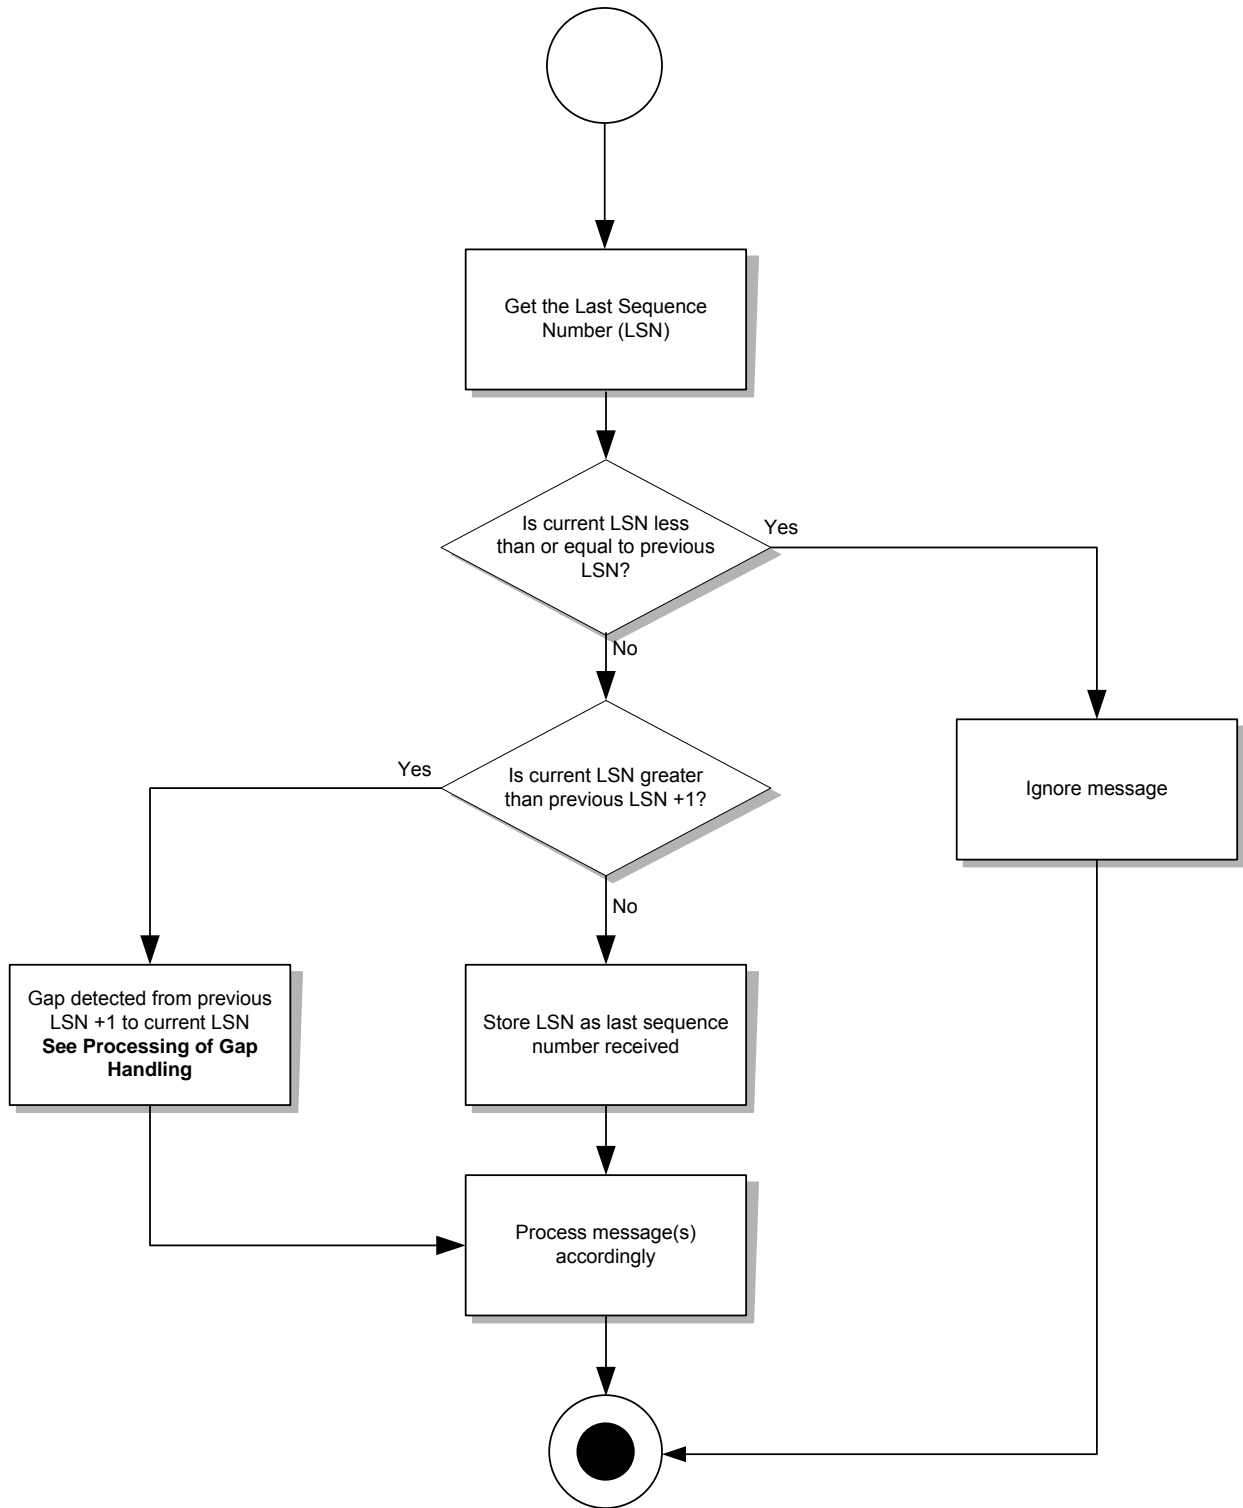 Get the Last Sequence
Number (LSN)
Is current LSN less
than or equal to previous
LSN?
Yes
No
Is current LSN greater
than previous LSN +1?
Yes
Ignore message
No
Gap detected from previous
LSN +1 to current LSN
See Processing of Gap
Handling
Store LSN as last sequence
number received
Process message(s)
accordingly